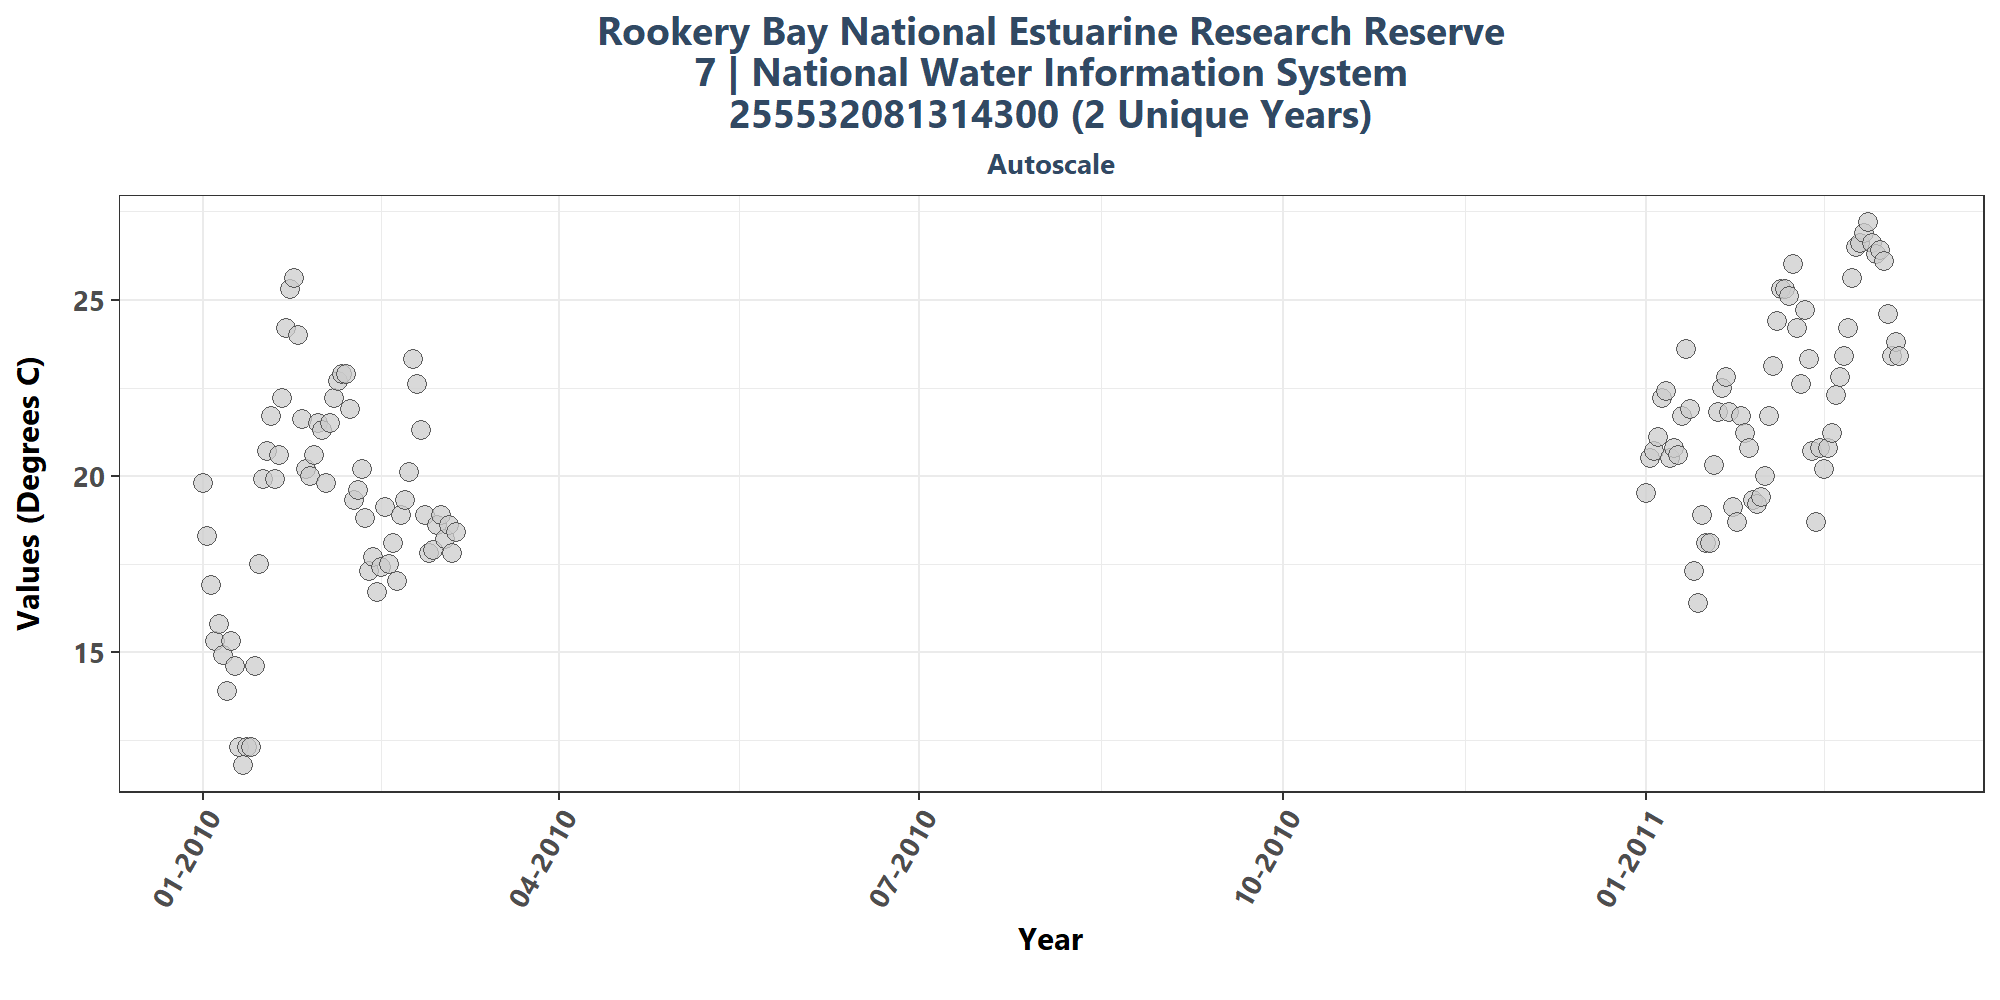 Rookery Bay National Estuarine Research Reserve
7 | National Water Information System
255532081314300 (2 Unique Years)
Autoscale
Values (Degrees C)
25
20
15
01-2010
04-2010
07-2010
10-2010
01-2011
Year